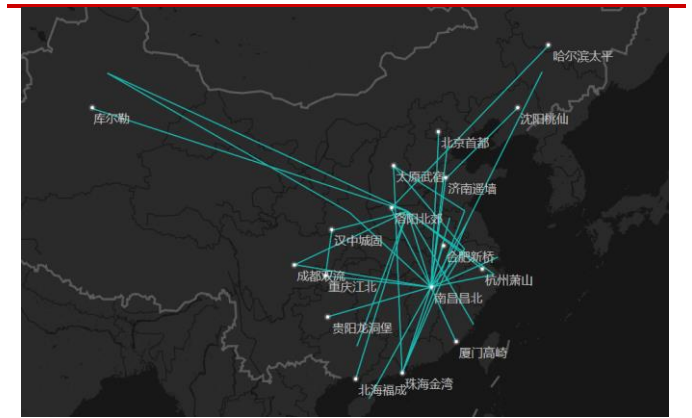 哈尔滨太平
库尔勒
沈阳桃仙
北京首都
太原武宿
济南遥墙
洛阳北郊
汉中城固
合肥新桥
成都双流
重庆江北
杭州萧山
南昌昌北
贵阳龙洞堡
厦门高崎
北海福成
珠海金湾